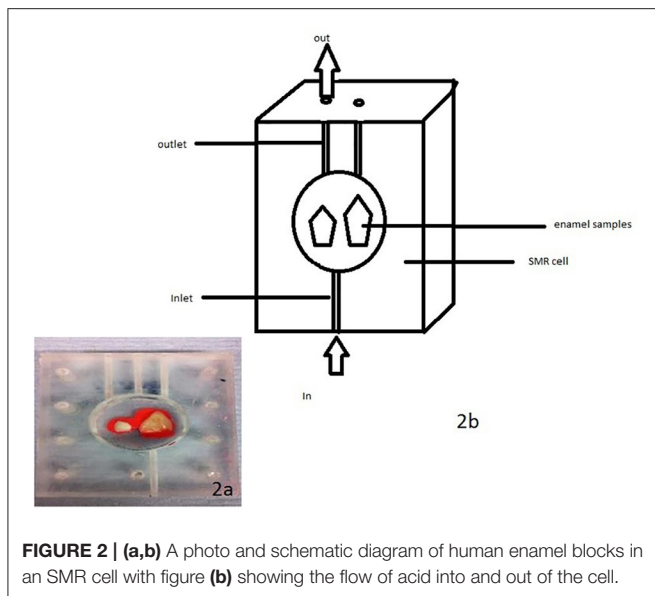 out
outlet
enamel samples
SMR cell
Inlet
In
2b
2a
FIGURE 2 | (a,b) A photo and schematic diagram of human enamel blocks in
an SMR cell with figure (b) showing the flow of acid into and out of the cell.